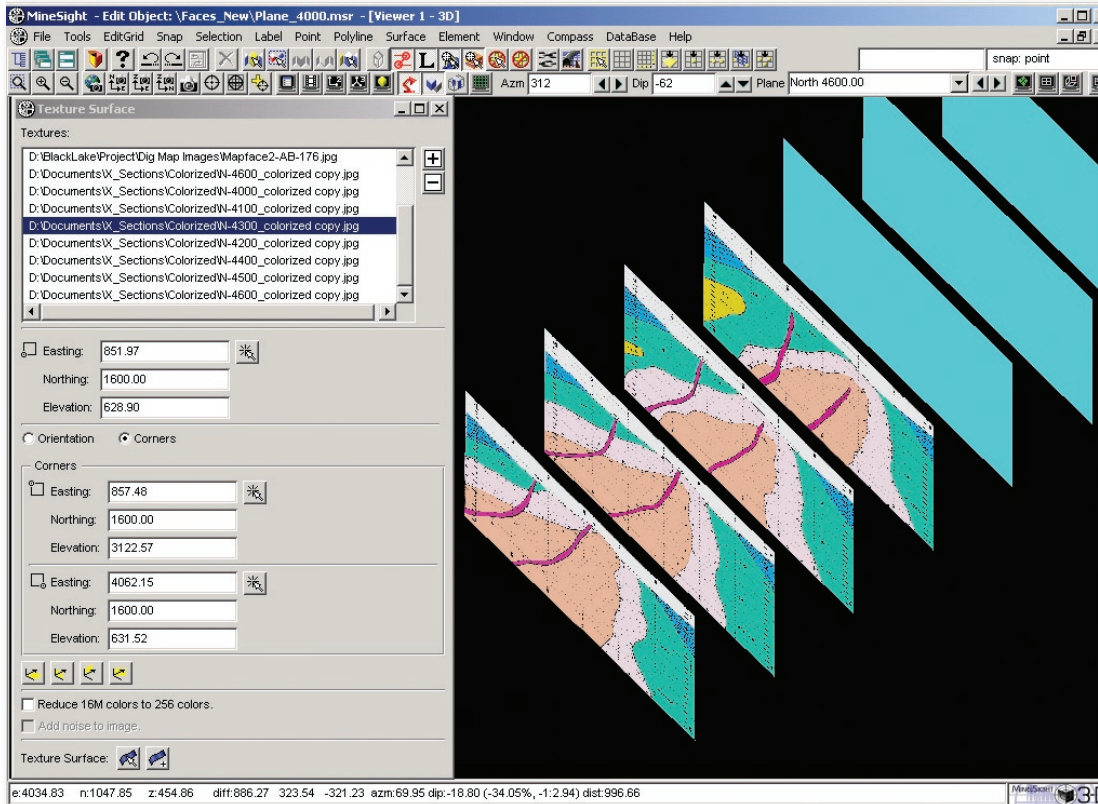 MineSight - Edit Object: \Faces_New\Plane_4000.msr - [Viewer 1 - 3D]
File Tools EditGrid Snap Selection Label Point Polyline Surface Element Window Compass DataBase Help
snap: point
Azm 312 Dip -62 Plane North 4600.00
Texture Surface
Textures:
D:\BlackLake\Project\Dig Map Images\Mapface2-AB-176.jpg
D:\Documents\X_Sections\Colorized\N-4600_colorized copy.jpg
D:\Documents\X_Sections\Colorized\N-4000_colorized copy.jpg
D:\Documents\X_Sections\Colorized\N-4100_colorized copy.jpg
D:\Documents\X_Sections\Colorized\N-4300_colorized copy.jpg
D:\Documents\X_Sections\Colorized\N-4200_colorized copy.jpg
D:\Documents\X_Sections\Colorized\N-4400_colorized copy.jpg
D:\Documents\X_Sections\Colorized\N-4500_colorized copy.jpg
D:\Documents\X_Sections\Colorized\N-4600_colorized copy.jpg
Easting: 851.97
Northing: 1600.00
Elevation: 628.90
Orientation Corners
Corners
Easting: 857.48
Northing: 1600.00
Elevation: 3122.57
Easting: 4062.15
Northing: 1600.00
Elevation: 631.52
Reduce 16M colors to 256 colors.
Add noise to image.
Texture Surface:
e:4034.83 n:1047.85 z:454.86 diff:886.27 323.54 -321.23 azm:69.95 dip:-18.80 (-34.05%, -1:2.94) dist:996.66
MineSight